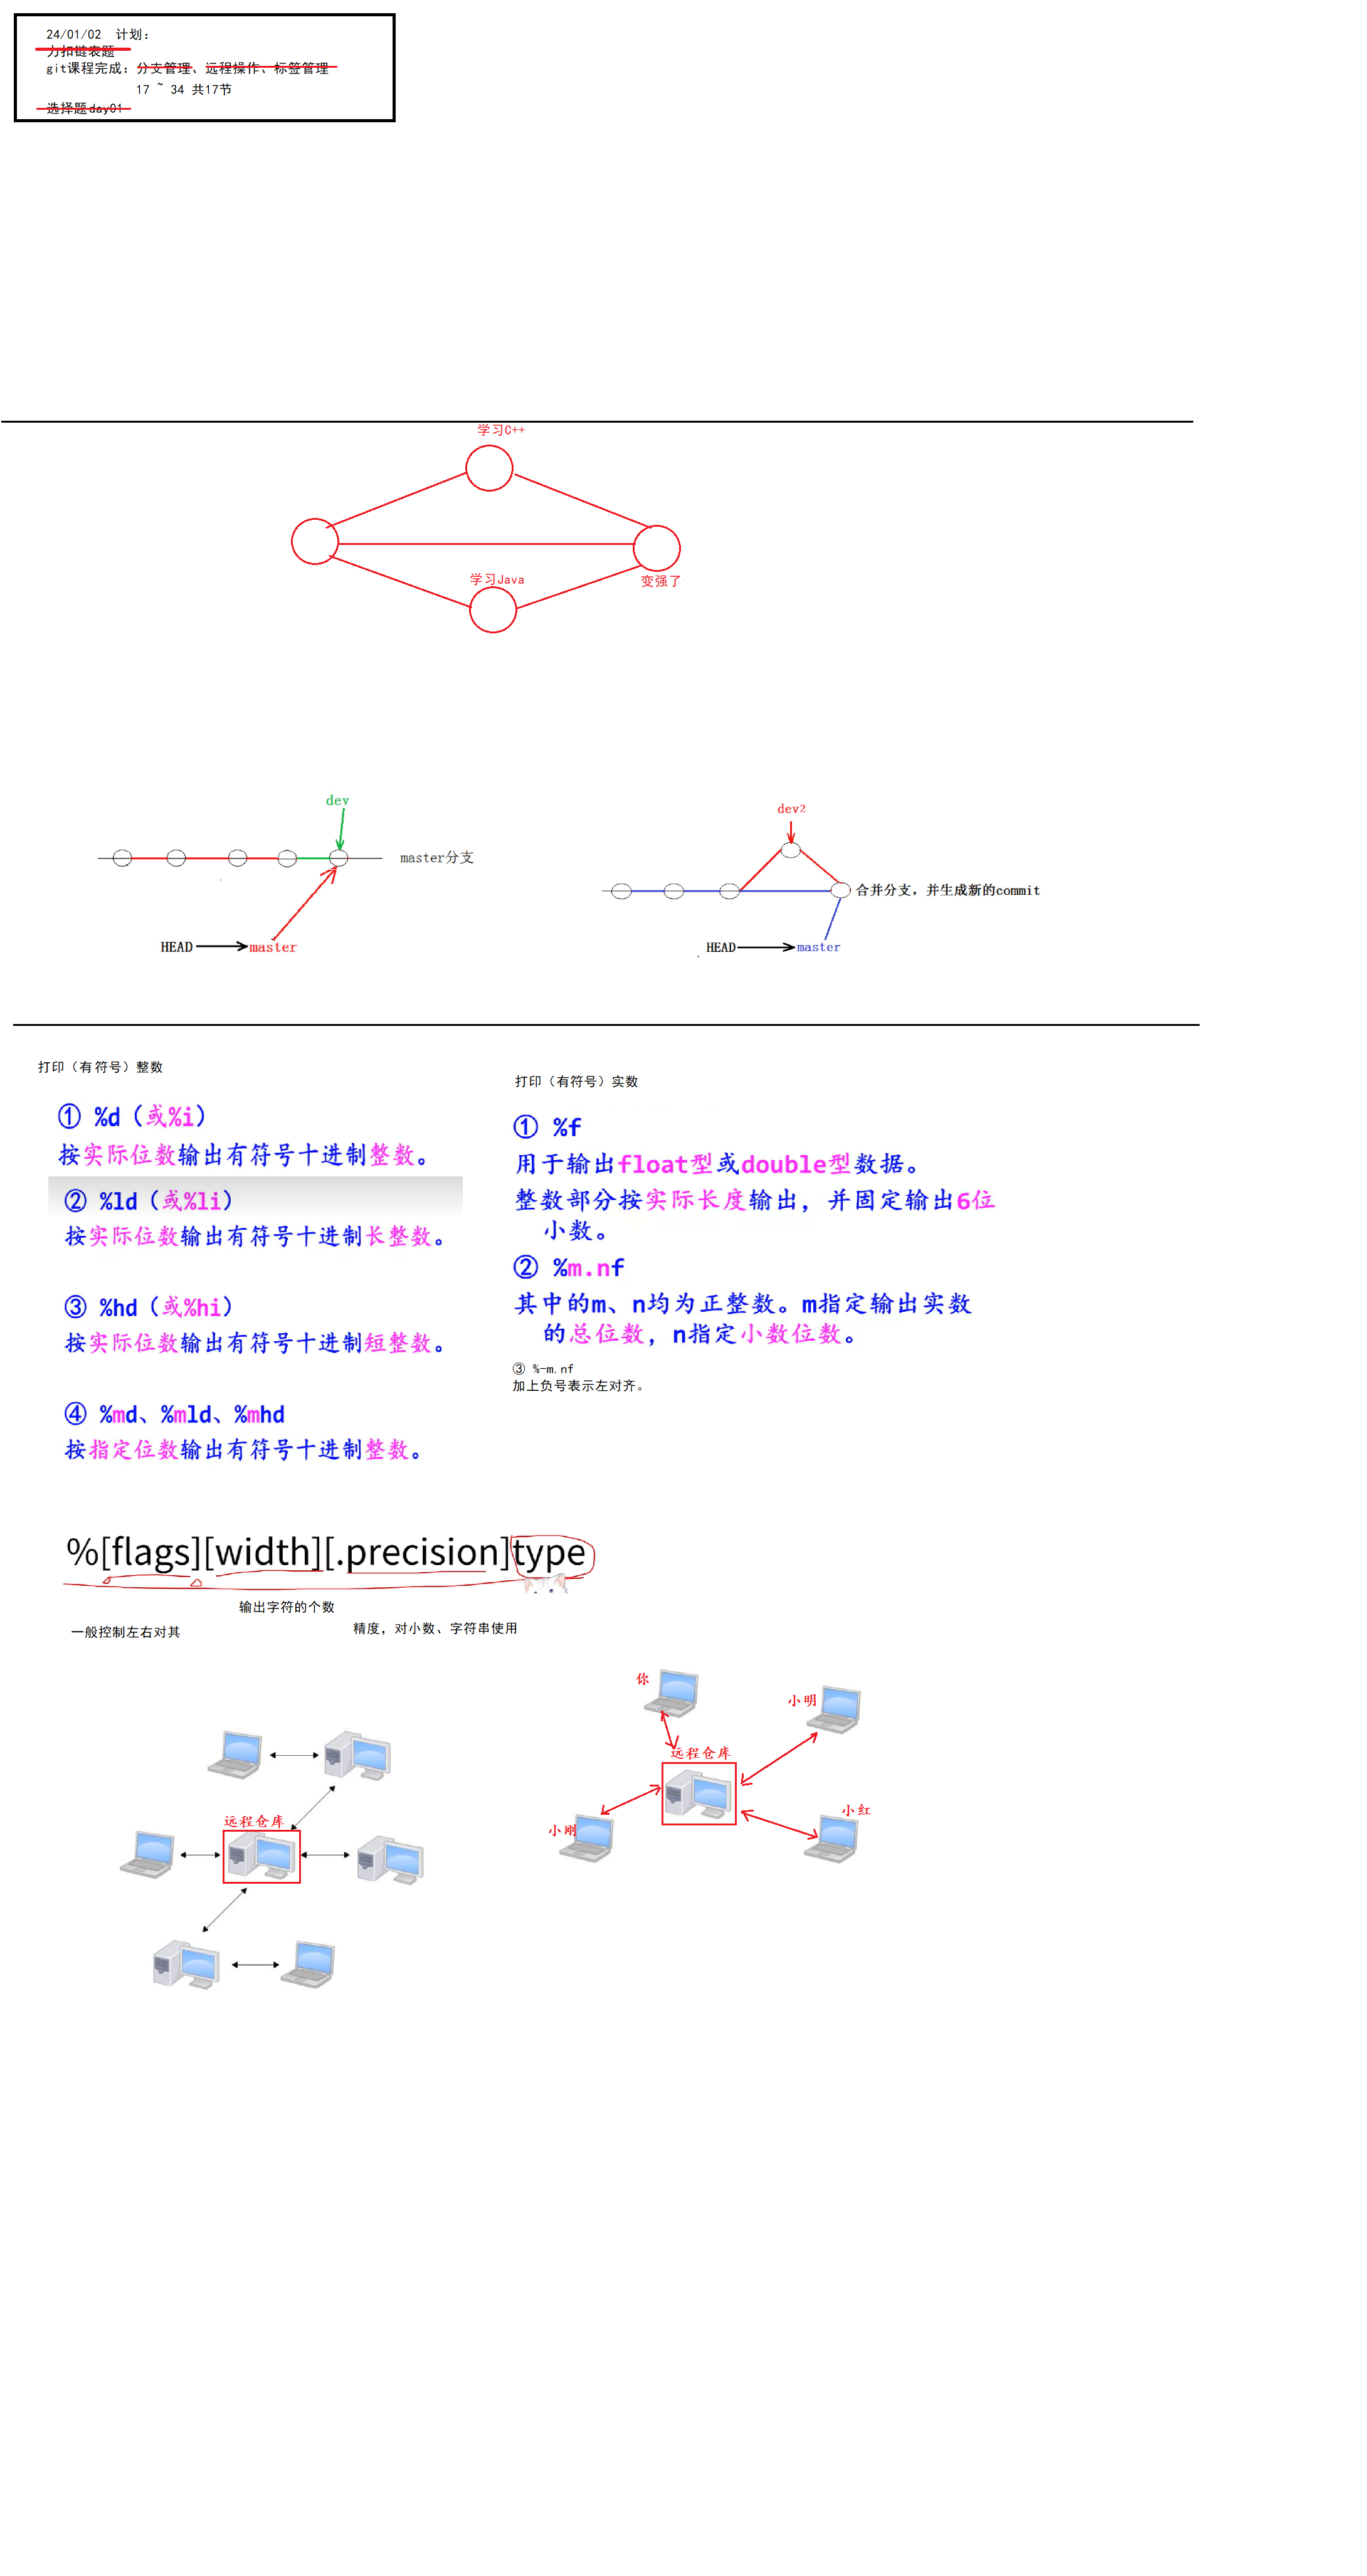 24/01/02 计划：
力扣链表题
git课程完成：分支管理、远程操作、标签管理
17 ~ 34 共17节
选择题day01
学习C++
学习Java
变强了
dev
master分支
HEAD
master
dev2
合并分支，并生成新的commit
HEAD
master
打印（有符号）整数
① %d（或%i）
按实际位数输出有符号十进制整数。
② %ld（或%li）
按实际位数输出有符号十进制长整数。
③ %hd（或%hi）
按实际位数输出有符号十进制短整数。
④ %md、%mld、%mhd
按指定位数输出有符号十进制整数。
打印（有符号）实数
① %f
用于输出float型或double型数据。
整数部分按实际长度输出，并固定输出6位
小数。
② %m.nf
其中的m、n均为正整数。m指定输出实数
的总位数，n指定小数位数。
③ %-m.nf
加上负号表示左对齐。
%[flags][width][.precision]type
输出字符的个数
一般控制左右对其
精度，对小数、字符串使用
远程仓库
你
小明
远程仓库
小刚
小红